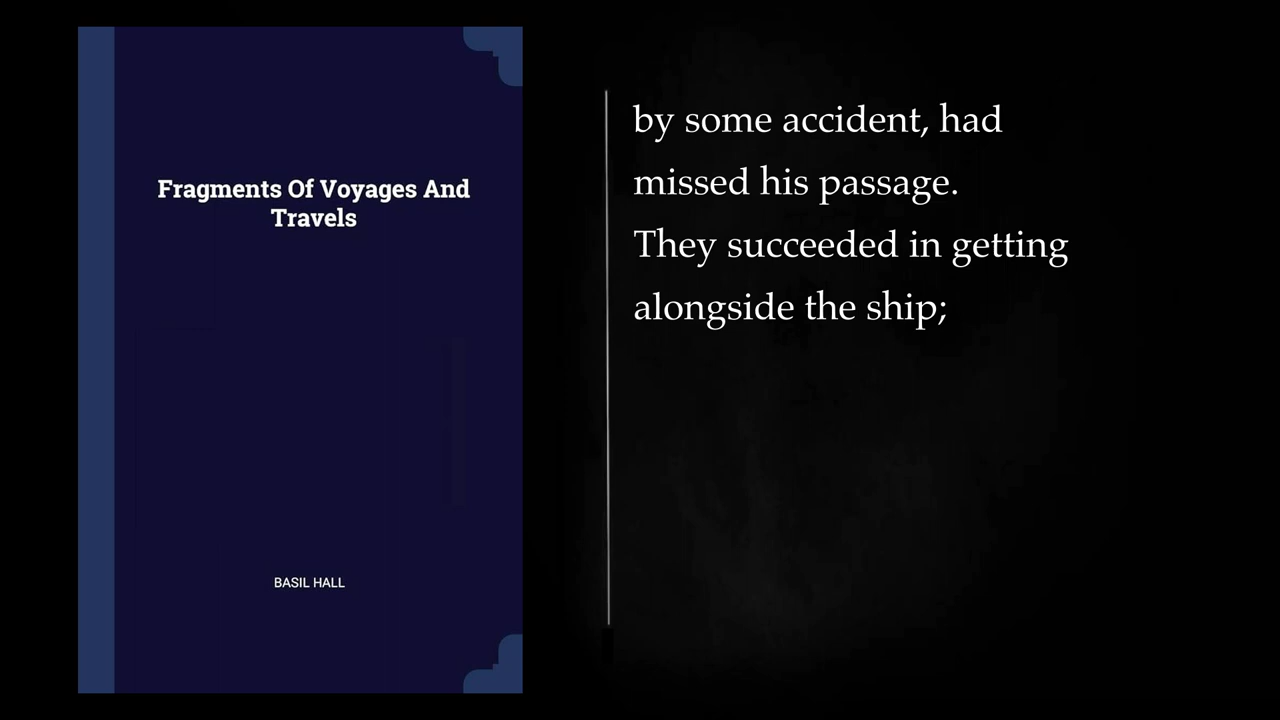 Fragments Of Voyages And
Travels
BASIL HALL
by some accident, had
missed his passage.
They succeeded in getting
alongside the ship;